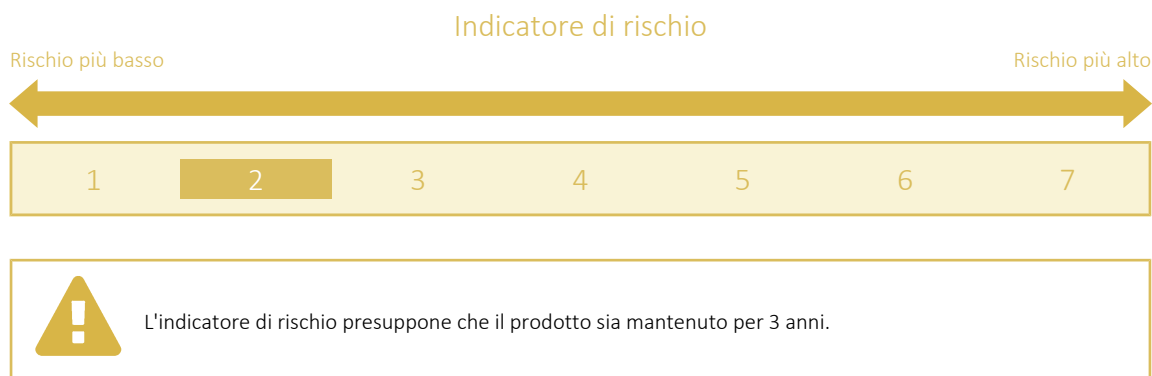 Indicatore di rischio
Rischio più basso Rischio più alto
1 2 3 4 5 6 7
L'indicatore di rischio presuppone che il prodotto sia mantenuto per 3 anni.